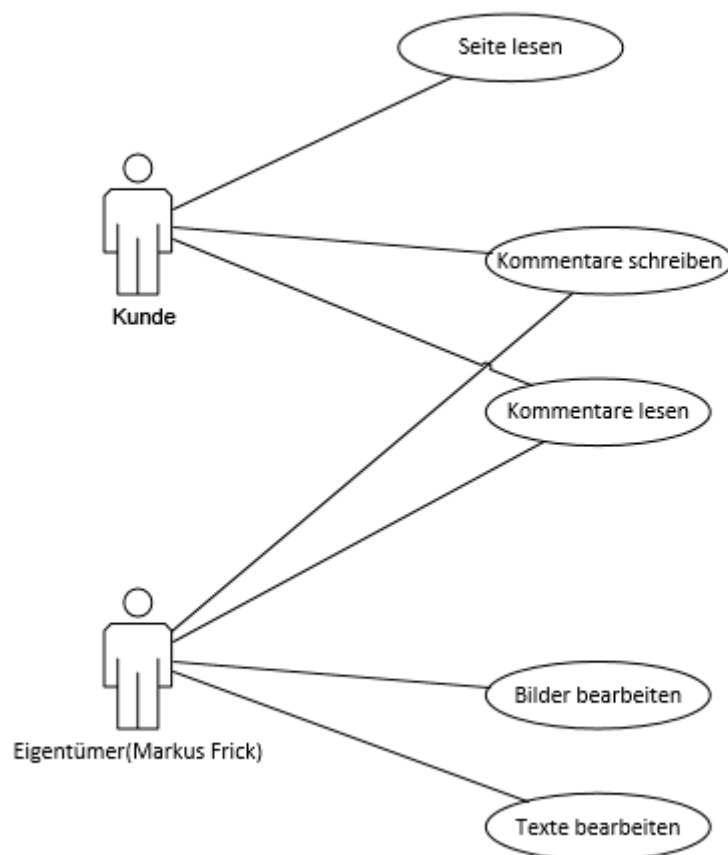 Seite lesen
Kommentare schreiben
Kunde
Kommentare lesen
Bilder bearbeiten
Eigentümer(Markus Frick)
Texte bearbeiten